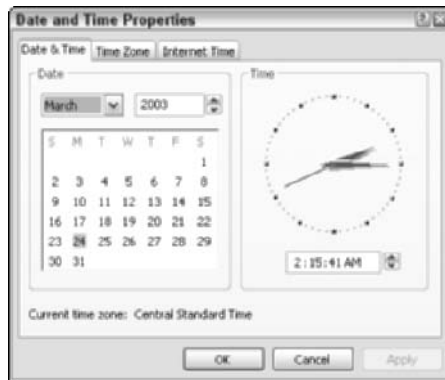 Date and Time Properties
Date & Time Time Zone Internet Time
Date
Time
March 2003
S M T W T F S
1
2 3 4 5 6 7 8
9 10 11 12 13 14 15
16 17 18 19 20 21 22
23 24 25 26 27 28 29
30 31
2:15:41 AM
Current time zone: Central Standard Time
OK Cancel Apply